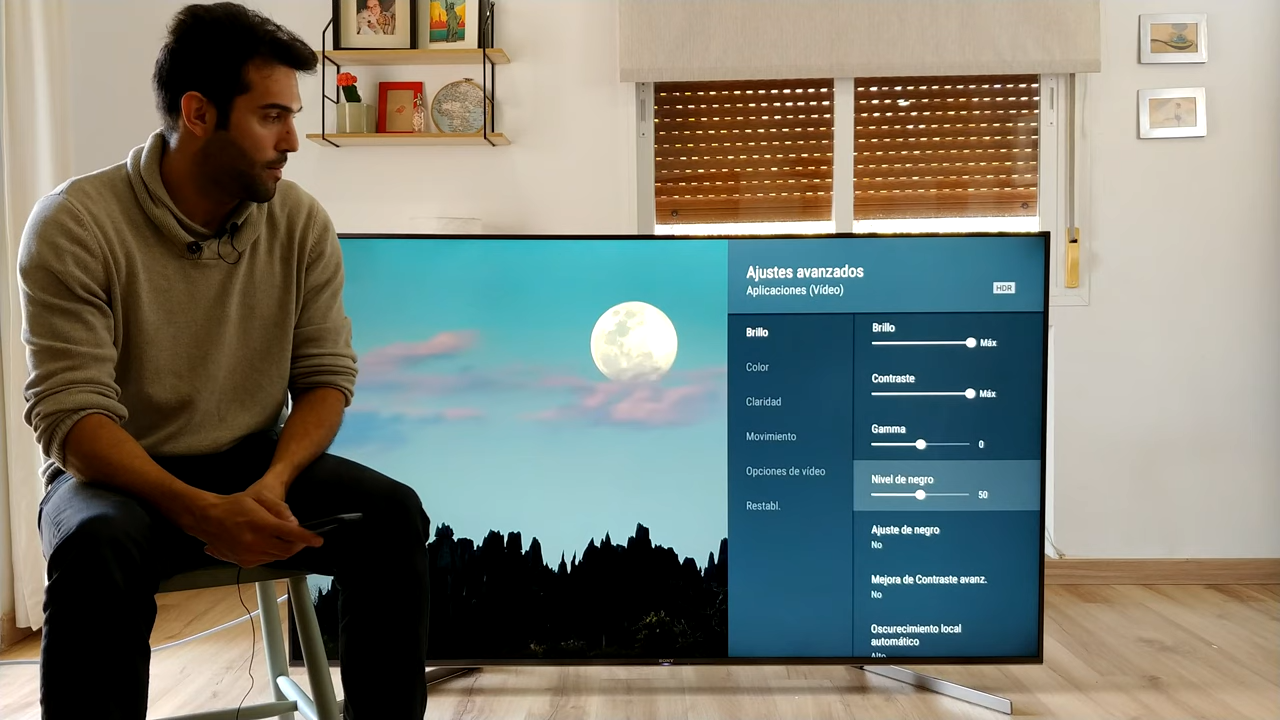 Ajustes avanzados
Aplicaciones (Vídeo)
HDR
Brillo
Color
Claridad
Movimiento
Opciones de vídeo
Restabl.
Brillo
Máx
Contraste
Máx
Gamma
0
Nivel de negro
50
Ajuste de negro
No
Mejora de Contraste avanz.
No
Oscurecimiento local
automático
Alto
SONY